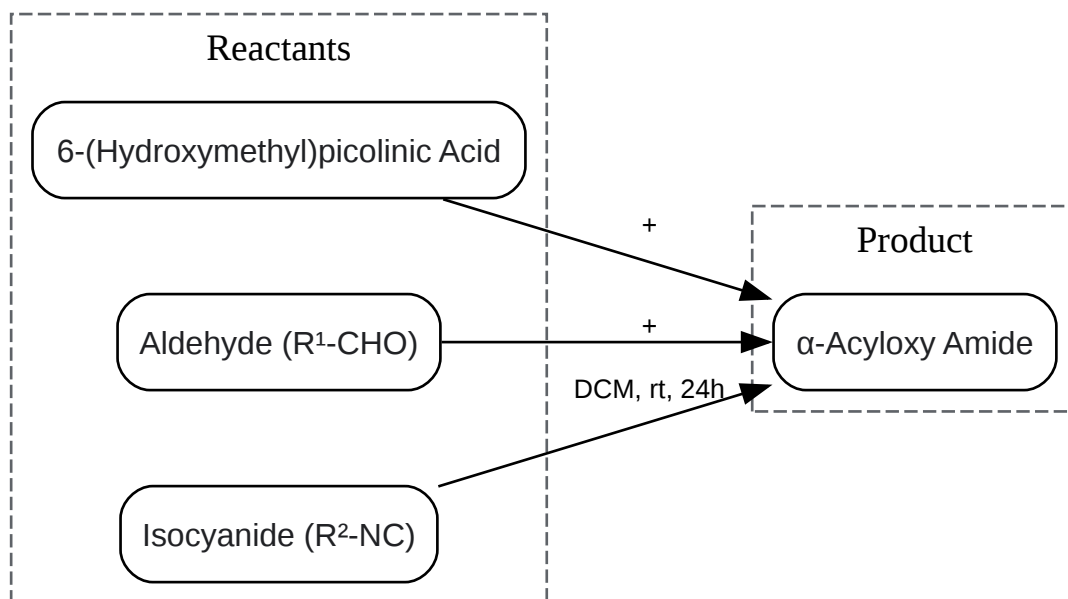 Reactants
6-(Hydroxymethyl)picolinic Acid
+
Product
Aldehyde (R¹-CHO)
+
α-Acyloxy Amide
DCM, rt, 24h
Isocyanide (R²-NC)